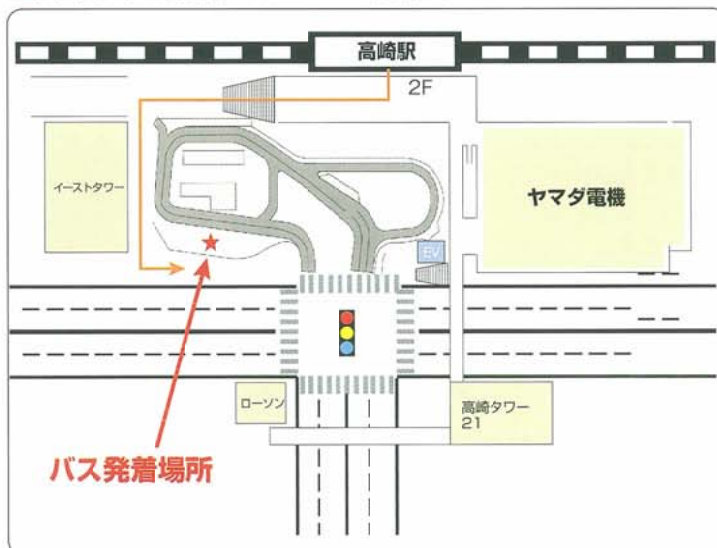 高崎駅
2F
イーストタワー
ヤマダ電機
EV
ローソン
高崎タワー
21
バス発着場所